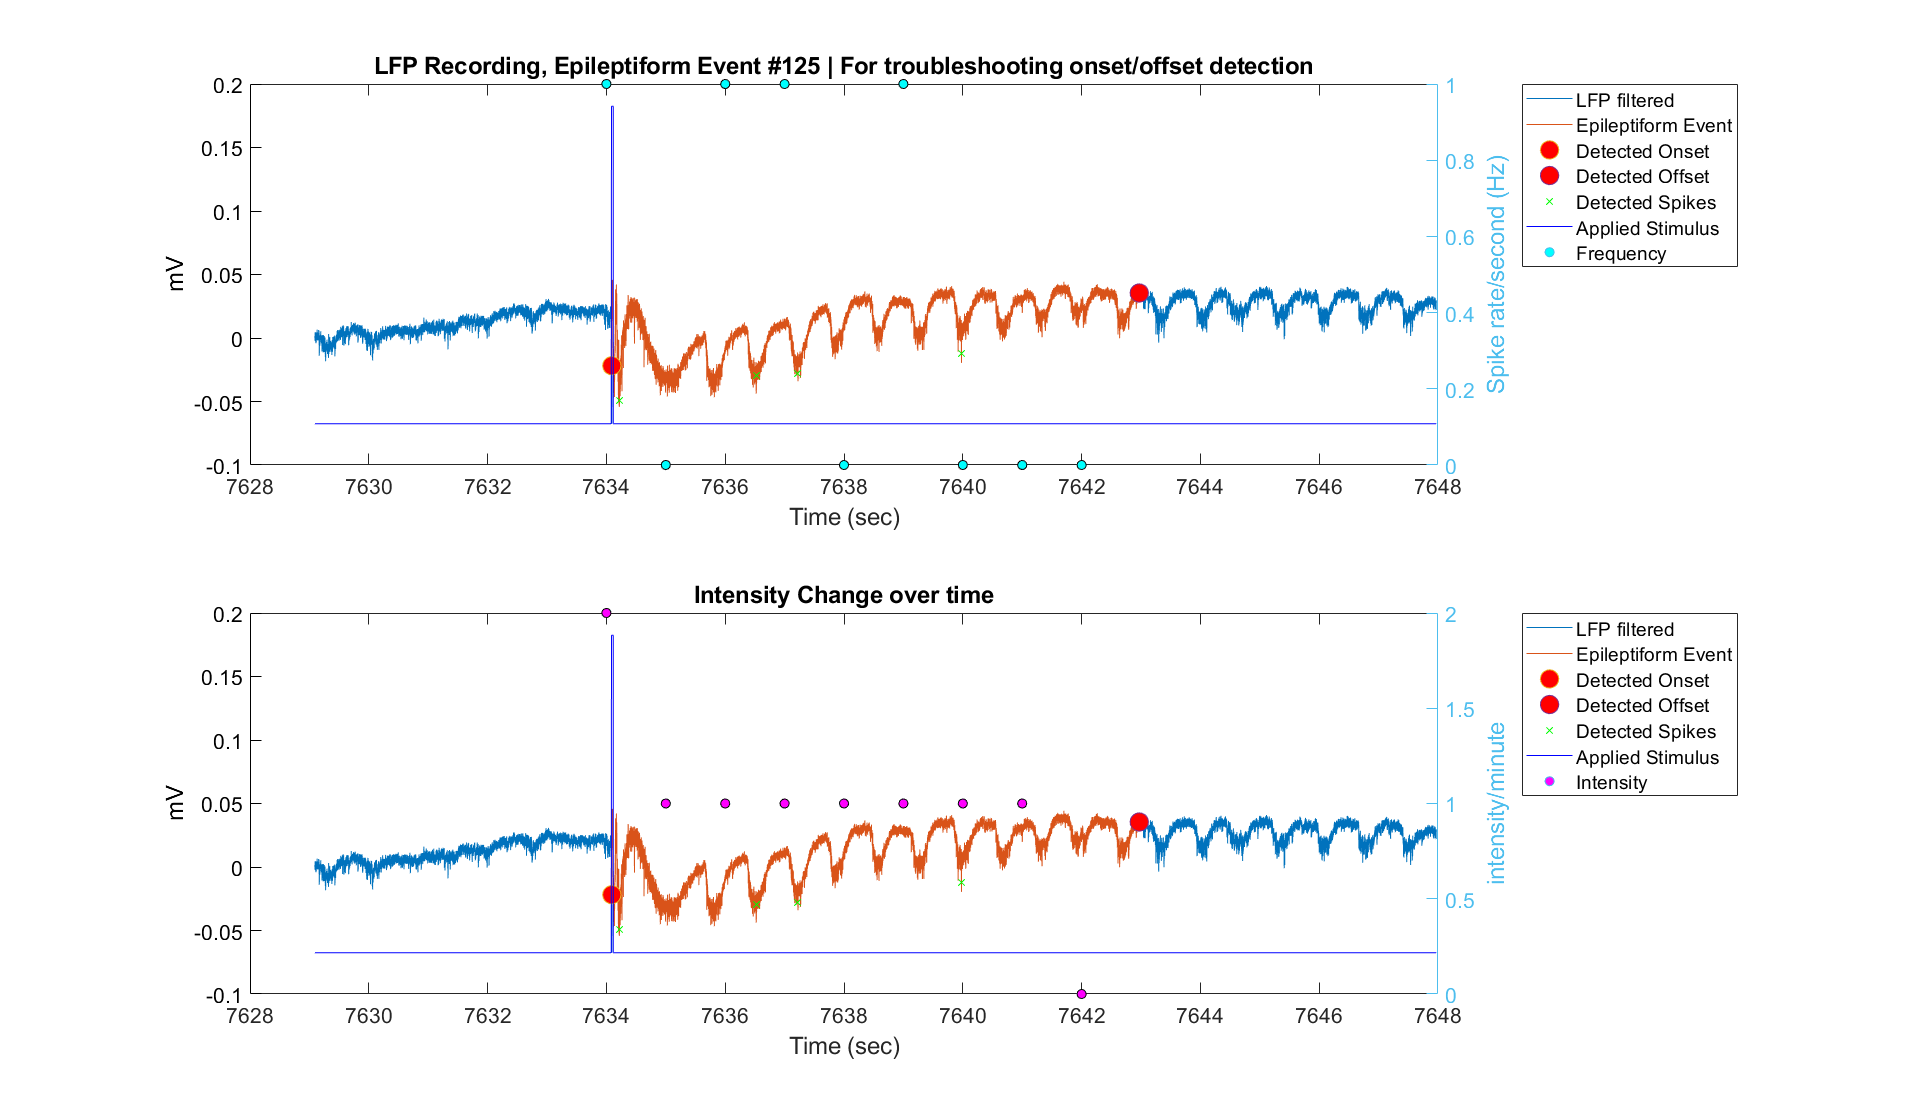 LFP Recording, Epileptiform Event #125 | For troubleshooting onset/offset detection
0.2
0.15
0.1
0.05
0
-0.05
-0.1
mV
7628 7630 7632 7634 7636 7638 7640 7642 7644 7646 7648
Time (sec)
1
0.8
0.6
0.4
0.2
0
Spike rate/second (Hz)
LFP filtered
Epileptiform Event
Detected Onset
Detected Offset
Detected Spikes
Applied Stimulus
Frequency
Intensity Change over time
0.2
0.15
0.1
0.05
0
-0.05
-0.1
mV
7628 7630 7632 7634 7636 7638 7640 7642 7644 7646 7648
Time (sec)
2
1.5
1
0.5
0
intensity/minute
LFP filtered
Epileptiform Event
Detected Onset
Detected Offset
Detected Spikes
Applied Stimulus
Intensity